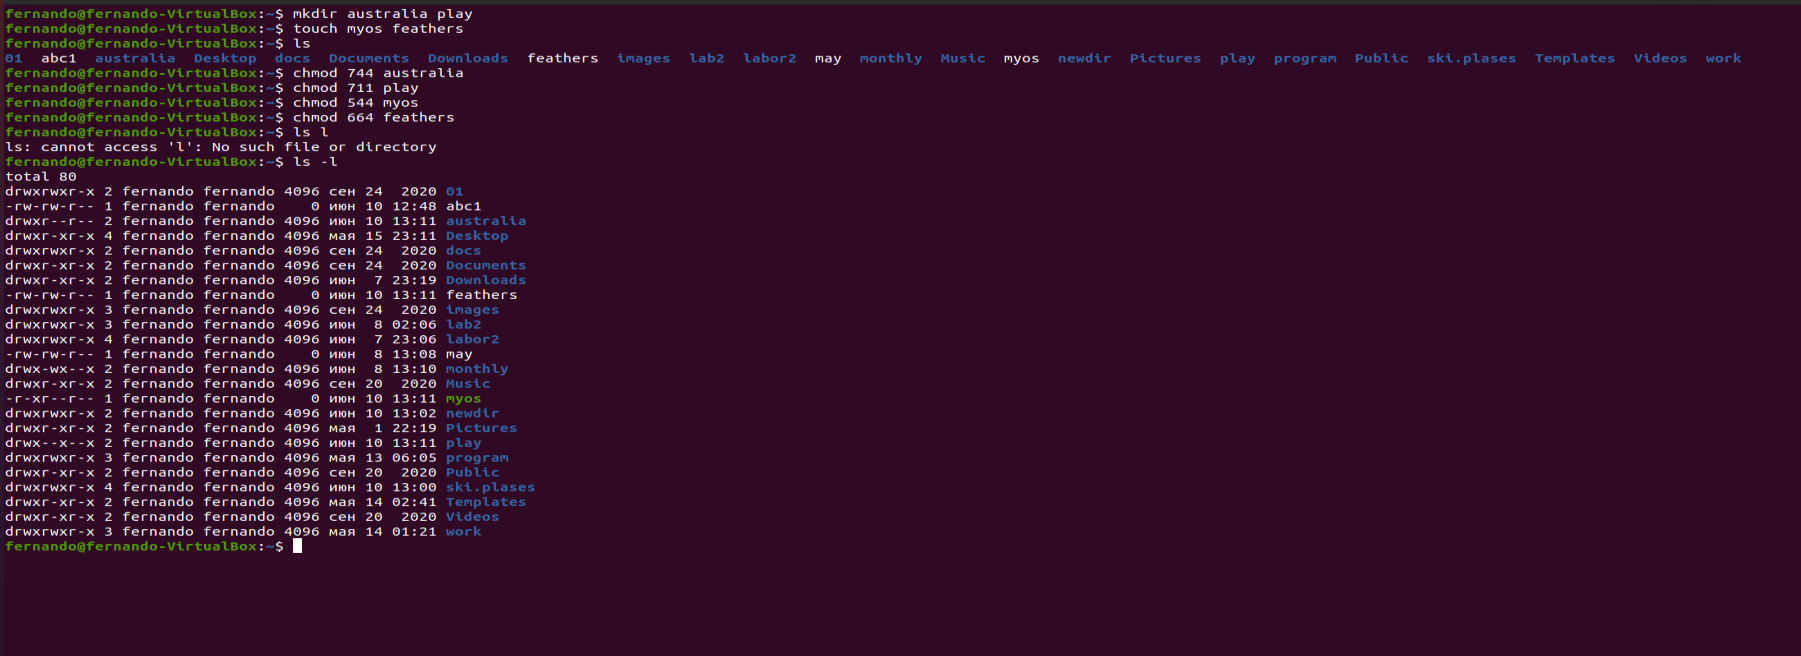 fernando@fernando-VirtualBox:~$ mkdir australia play
fernando@fernando-VirtualBox:~$ touch myos feathers
fernando@fernando-VirtualBox:~$ ls
01  abc1  australia  Desktop  docs  Documents  Downloads  feathers  images  lab2  labor2  may  monthly  Music  myos  newdir  Pictures  play  program  Public  ski.plases  Templates  Videos  work
fernando@fernando-VirtualBox:~$ chmod 744 australia
fernando@fernando-VirtualBox:~$ chmod 711 play
fernando@fernando-VirtualBox:~$ chmod 544 myos
fernando@fernando-VirtualBox:~$ chmod 664 feathers
fernando@fernando-VirtualBox:~$ ls l
ls: cannot access 'l': No such file or directory
fernando@fernando-VirtualBox:~$ ls -l
total 80
drwxrwxr-x 2 fernando fernando 4096 сен 24  2020 01
-rw-rw-r-- 1 fernando fernando    0 июн 10 12:48 abc1
drwxr--r-- 2 fernando fernando 4096 июн 10 13:11 australia
drwxr-xr-x 4 fernando fernando 4096 мая 15 23:11 Desktop
drwxrwxr-x 2 fernando fernando 4096 сен 24  2020 docs
drwxr-xr-x 2 fernando fernando 4096 сен 24  2020 Documents
drwxr-xr-x 2 fernando fernando 4096 июн  7 23:19 Downloads
-rw-rw-r-- 1 fernando fernando    0 июн 10 13:11 feathers
drwxrwxr-x 3 fernando fernando 4096 сен 24  2020 images
drwxrwxr-x 3 fernando fernando 4096 июн  8 02:06 lab2
drwxrwxr-x 4 fernando fernando 4096 июн  7 23:06 labor2
-rw-rw-r-- 1 fernando fernando    0 июн  8 13:08 may
drwx-wx--x 2 fernando fernando 4096 июн  8 13:10 monthly
drwxr-xr-x 2 fernando fernando 4096 сен 20  2020 Music
-r-xr--r-- 1 fernando fernando    0 июн 10 13:11 myos
drwxrwxr-x 2 fernando fernando 4096 июн 10 13:02 newdir
drwxr-xr-x 2 fernando fernando 4096 мая  1 22:19 Pictures
drwx--x--x 2 fernando fernando 4096 июн 10 13:11 play
drwxrwxr-x 3 fernando fernando 4096 мая 13 06:05 program
drwxr-xr-x 2 fernando fernando 4096 сен 20  2020 Public
drwxrwxr-x 4 fernando fernando 4096 июн 10 13:00 ski.plases
drwxr-xr-x 2 fernando fernando 4096 мая 14 02:41 Templates
drwxr-xr-x 2 fernando fernando 4096 сен 20  2020 Videos
drwxrwxr-x 3 fernando fernando 4096 мая 14 01:21 work
fernando@fernando-VirtualBox:~$